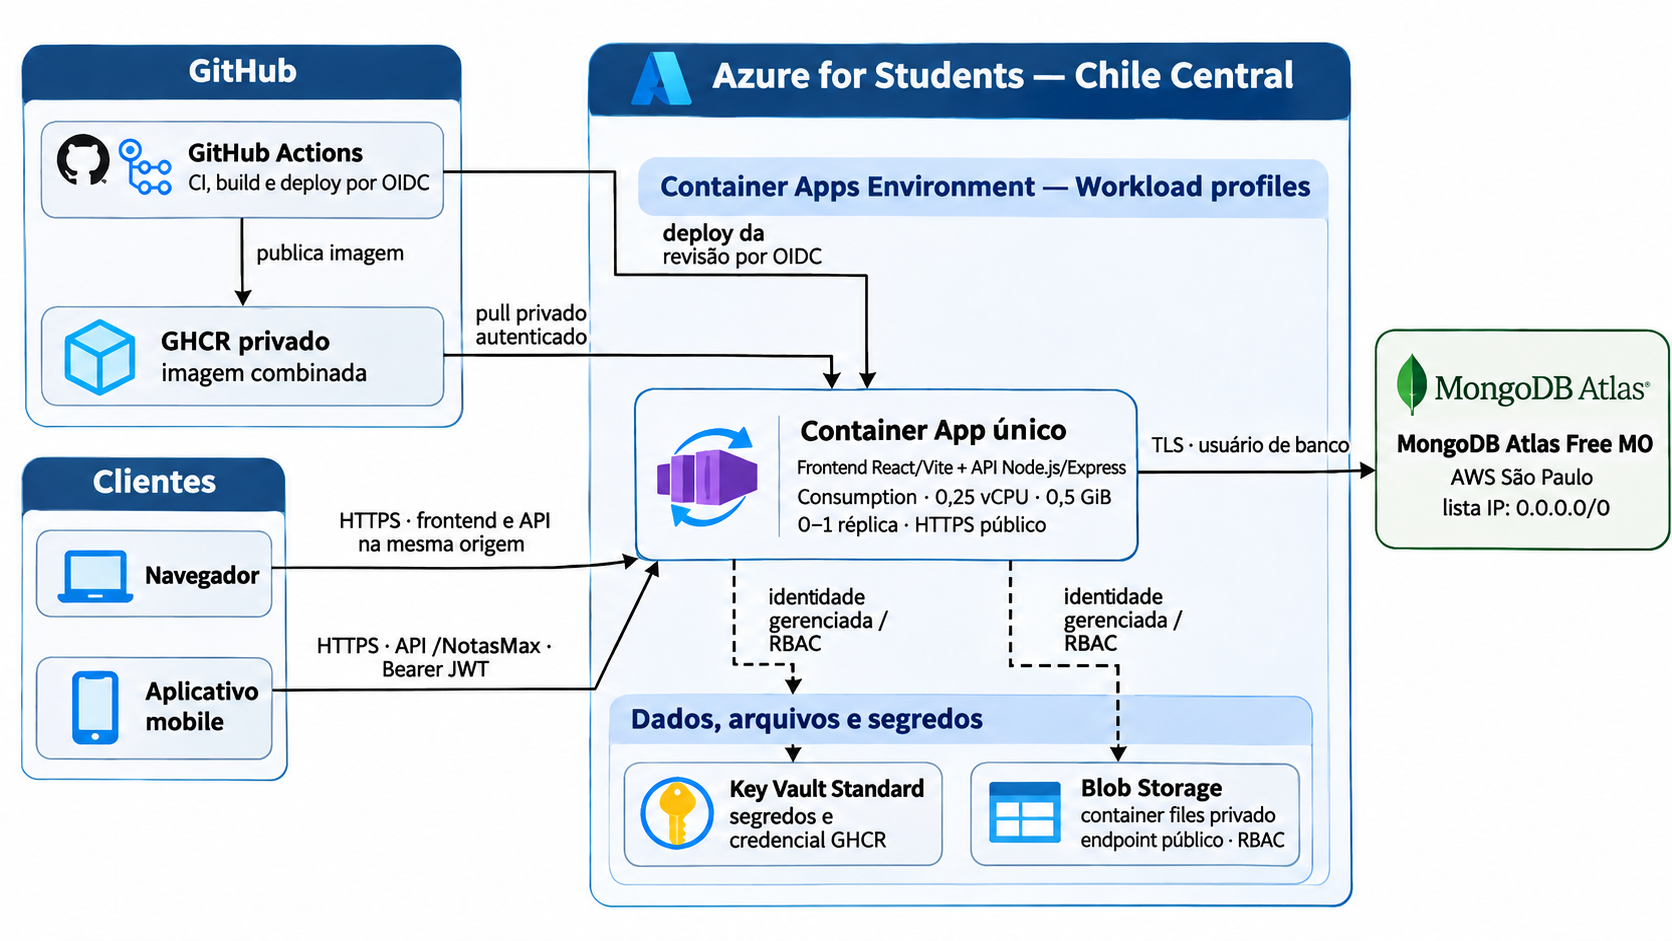 GitHub
GitHub Actions
CI, build e deploy por OIDC
publica imagem
GHCR privado
imagem combinada
pull privado
autenticado
Clientes
Navegador
Aplicativo
mobile
HTTPS · frontend e API
na mesma origem
HTTPS · API /NotasMax ·
Bearer JWT
Azure for Students — Chile Central
Container Apps Environment — Workload profiles
deploy da
revisão por OIDC
Container App único
Frontend React/Vite + API Node.js/Express
Consumption · 0,25 vCPU · 0,5 GiB
0–1 réplica · HTTPS público
identidade
gerenciada /
RBAC
identidade
gerenciada /
RBAC
Dados, arquivos e segredos
Key Vault Standard
segredos e
credencial GHCR
Blob Storage
container files privado
endpoint público · RBAC
TLS · usuário de banco
MongoDB Atlas®
MongoDB Atlas Free MO
AWS São Paulo
lista IP: 0.0.0.0/0